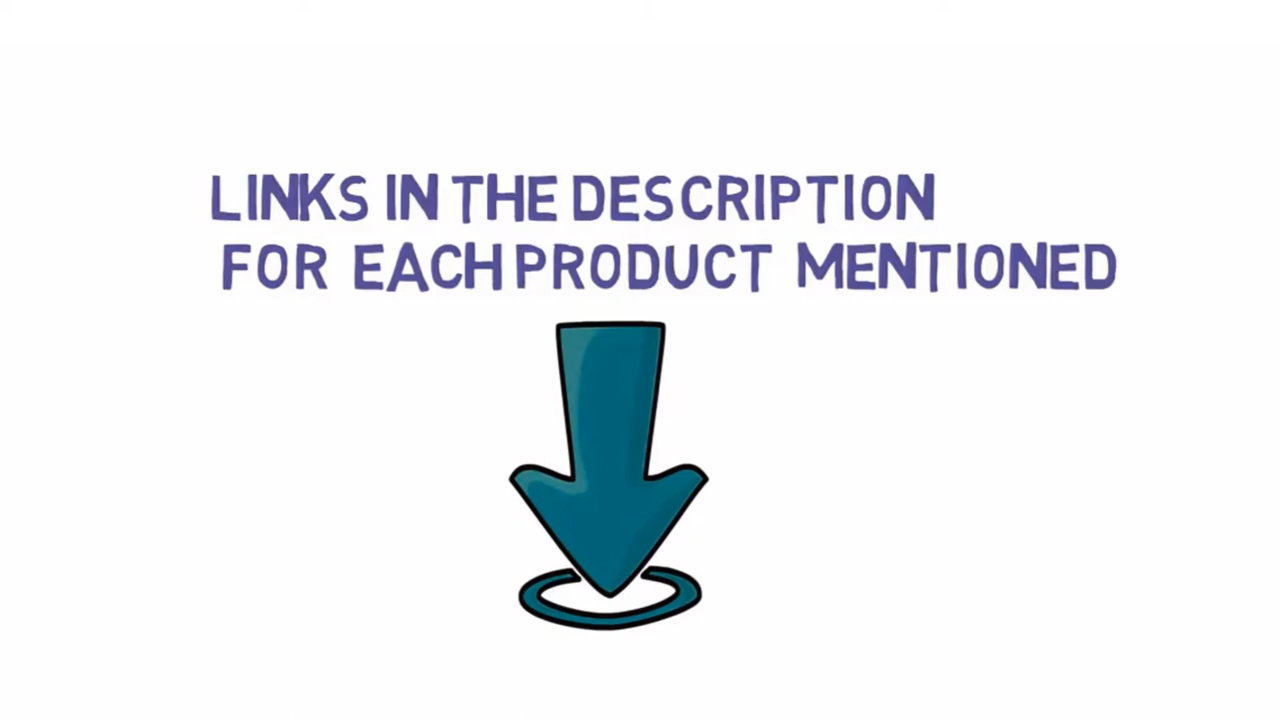 LINKS IN THE DESCRIPTION
FOR EACH PRODUCT MENTIONED